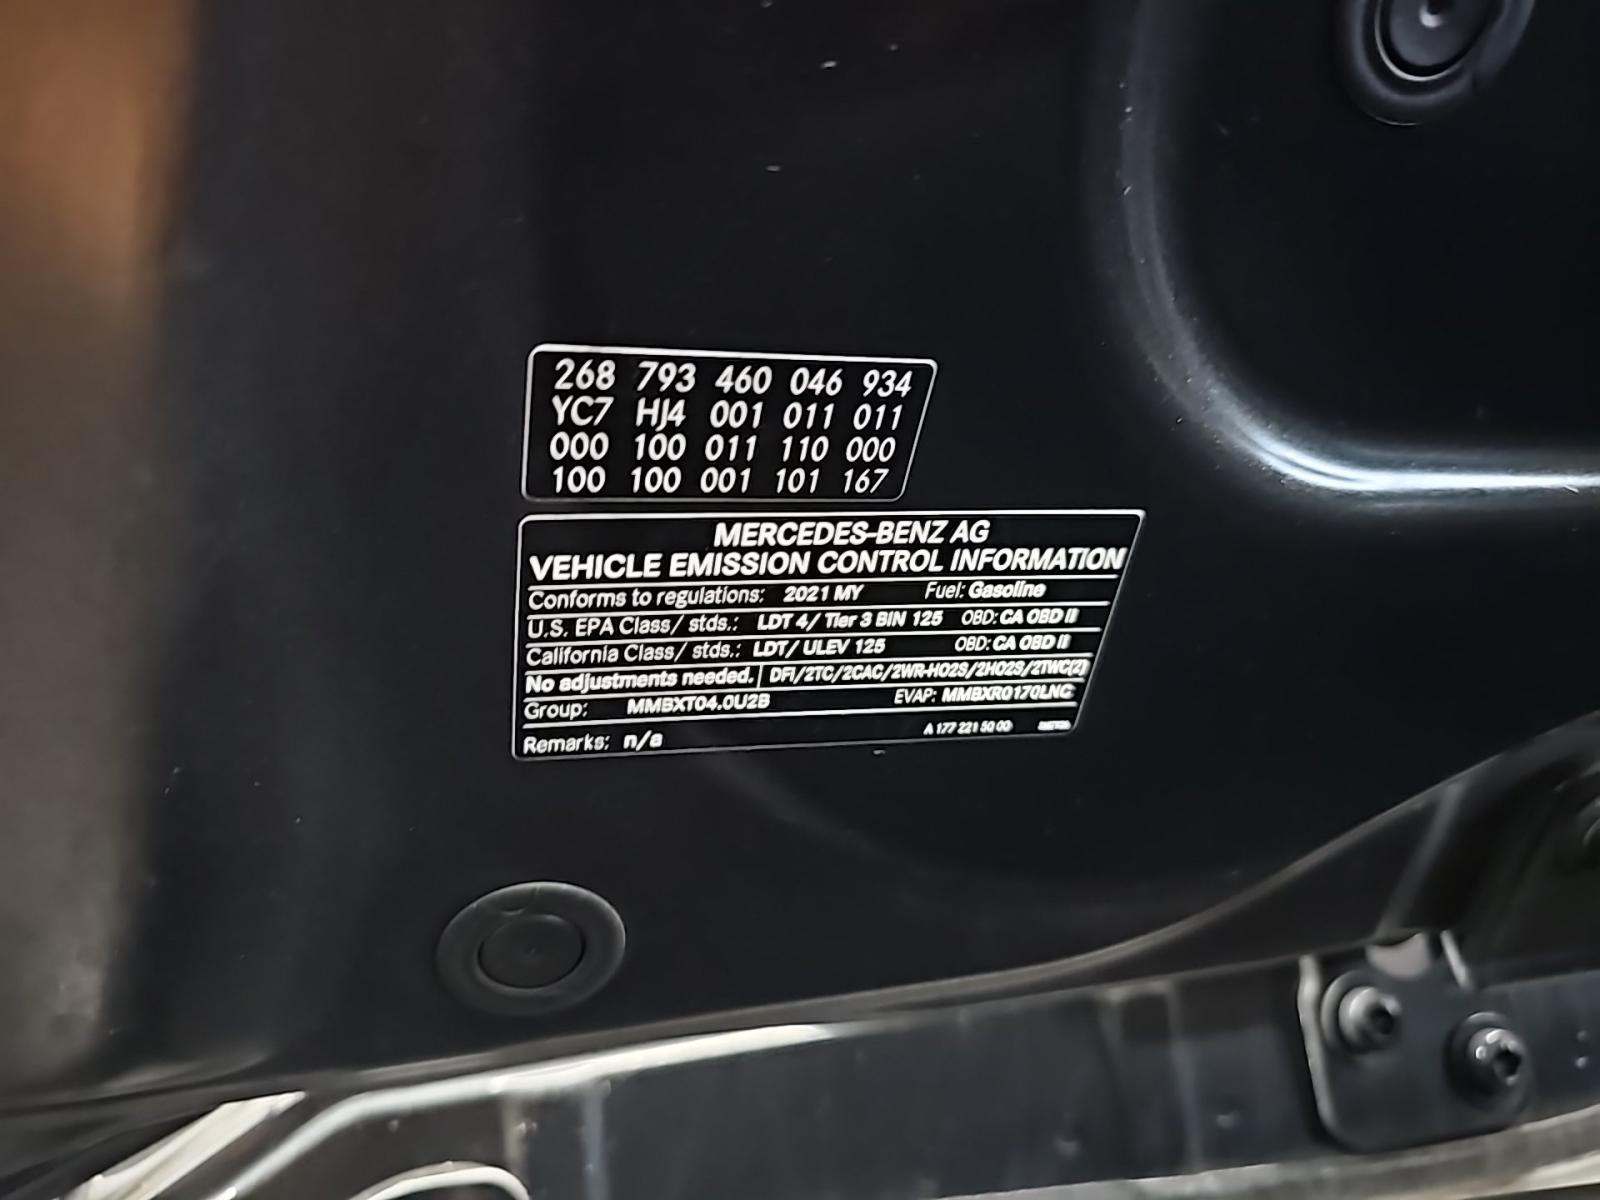 268 793 460 046 934
YC7 HJ4 001 011 011
000 100 011 110 000
100 100 001 101 167
MERCEDES-BENZ AG
VEHICLE EMISSION CONTROL INFORMATION
Conforms to regulations: 2021 MY Fuel: Gasoline
U.S. EPA Class/ stds.: LDT 4/ Tier 3 BIN 125 OBD: CA OBD II
California Class/ stds.: LDT/ ULEV 125 OBD: CA OBD II
No adjustments needed. DFI/2TC/2CAC/2WR-HO2S/2HO2S/2TWC(2)
Group: MMBXT04.0U2B EVAP: MMBXR0170LNC
Remarks: n/a A 177 221 50 00